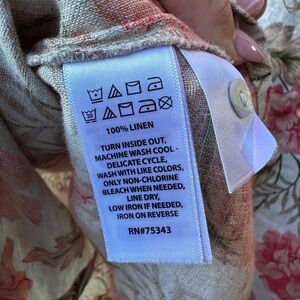 30
100% LINEN
TURN INSIDE OUT,
MACHINE WASH COOL -
DELICATE CYCLE,
WASH WITH LIKE COLORS,
ONLY NON-CHLORINE
BLEACH WHEN NEEDED,
LINE DRY,
LOW IRON IF NEEDED,
IRON ON REVERSE
RN#75343